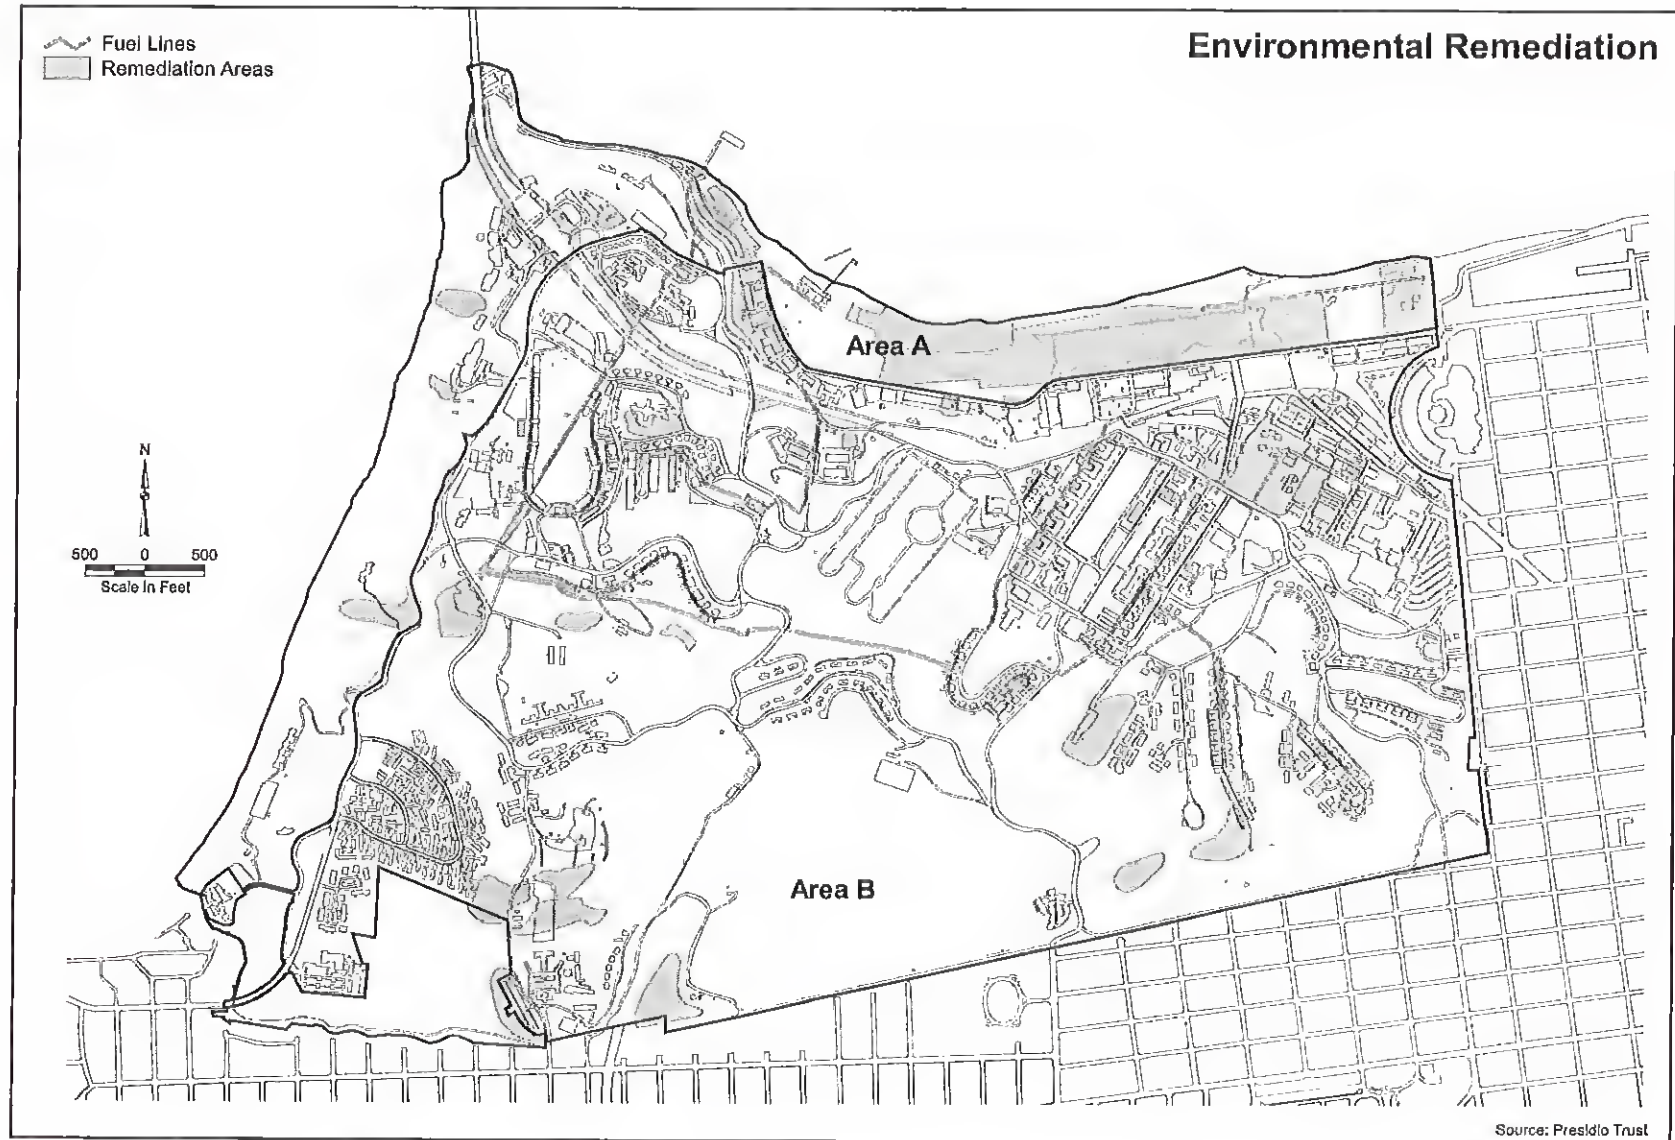 Fuel Lines
Remediation Areas
Environmental Remediation
Area A
N
500 0 500
Scale in Feet
Area B
Source: Presidio Trust